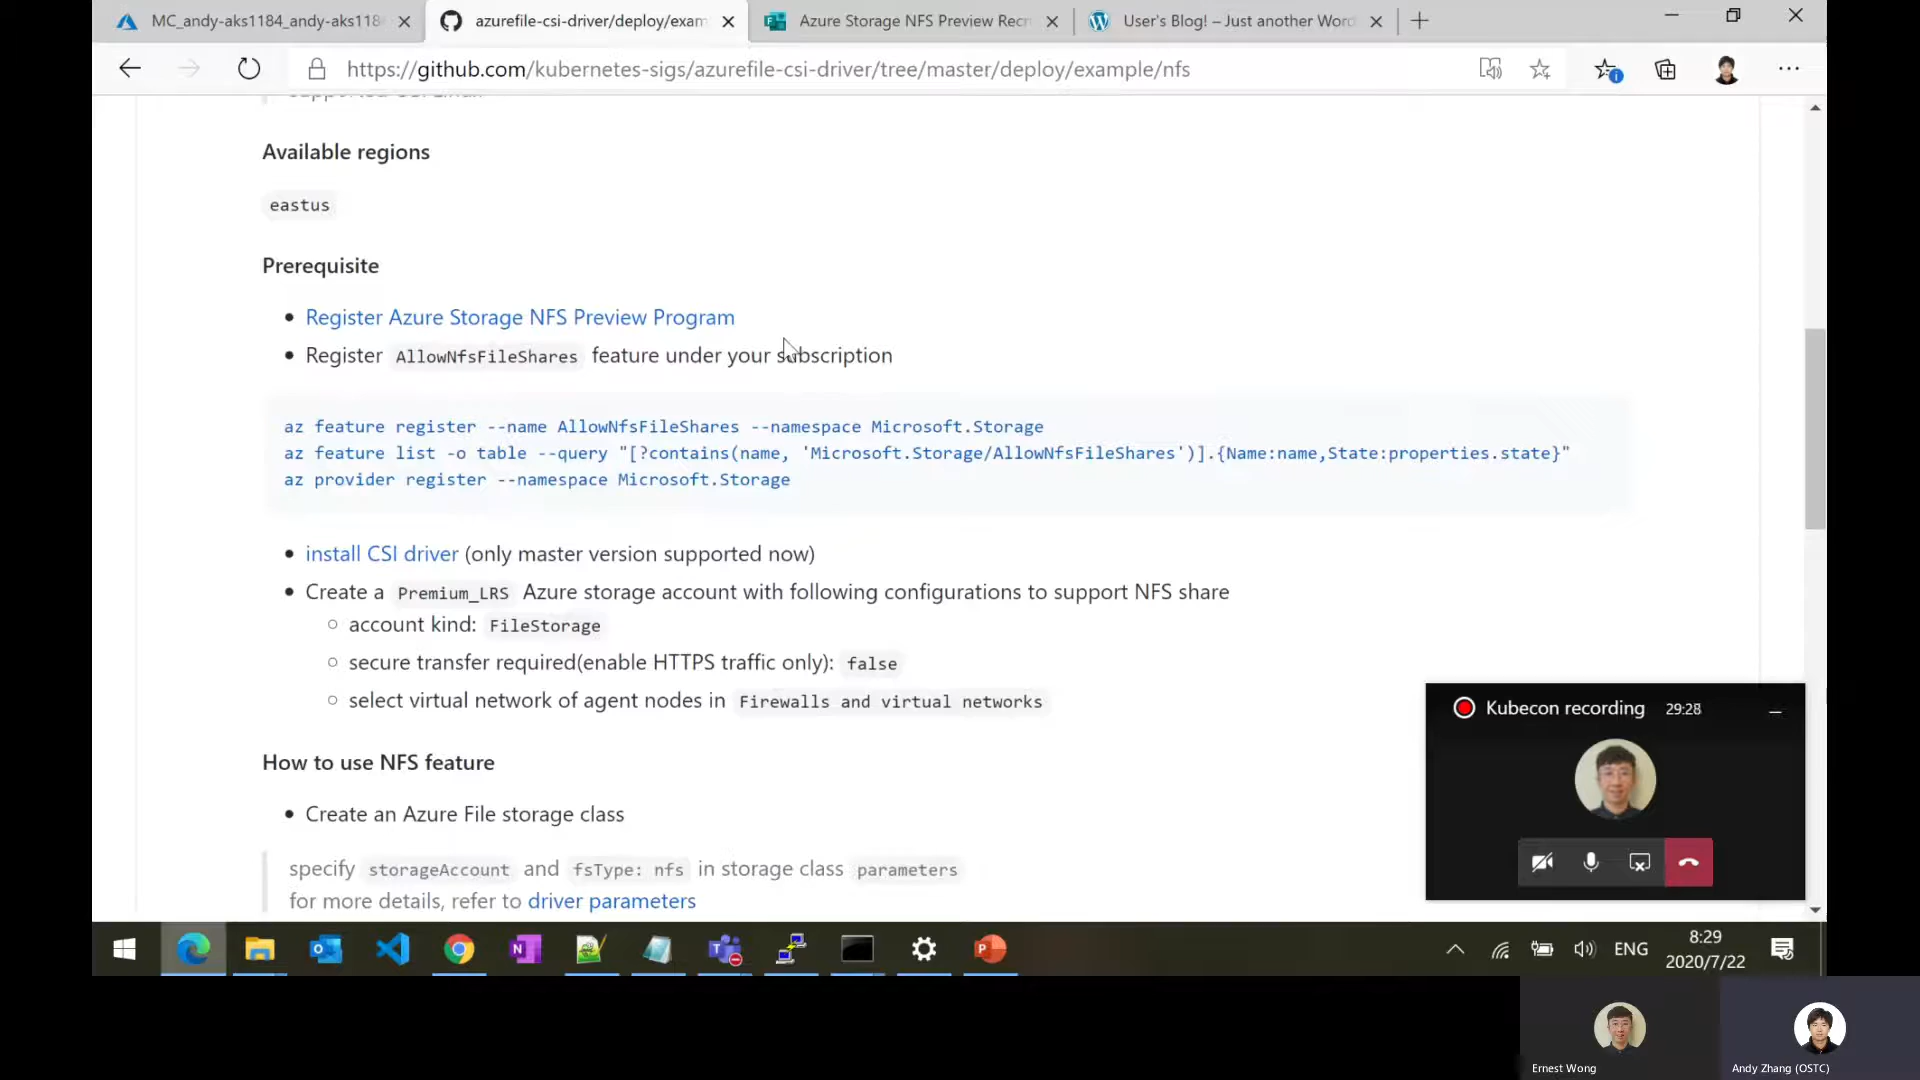 MC_andy-aks1184_andy-aks118
azurefile-csi-driver/deploy/exam
Azure Storage NFS Preview Rec
User's Blog! – Just another Word
https://github.com/kubernetes-sigs/azurefile-csi-driver/tree/master/deploy/example/nfs
Available regions
eastus
Prerequisite
• Register Azure Storage NFS Preview Program
• Register AllowNfsFileShares feature under your subscription
az feature register --name AllowNfsFileShares --namespace Microsoft.Storage
az feature list -o table --query "[?contains(name, 'Microsoft.Storage/AllowNfsFileShares')].{Name:name,State:properties.state}"
az provider register --namespace Microsoft.Storage
• install CSI driver (only master version supported now)
• Create a Premium_LRS Azure storage account with following configurations to support NFS share
○ account kind: FileStorage
○ secure transfer required(enable HTTPS traffic only): false
○ select virtual network of agent nodes in Firewalls and virtual networks
How to use NFS feature
• Create an Azure File storage class
specify storageAccount and fsType: nfs in storage class parameters
for more details, refer to driver parameters
Kubecon recording 29:28
ENG
8:29
2020/7/22
Ernest Wong
Andy Zhang (OSTC)